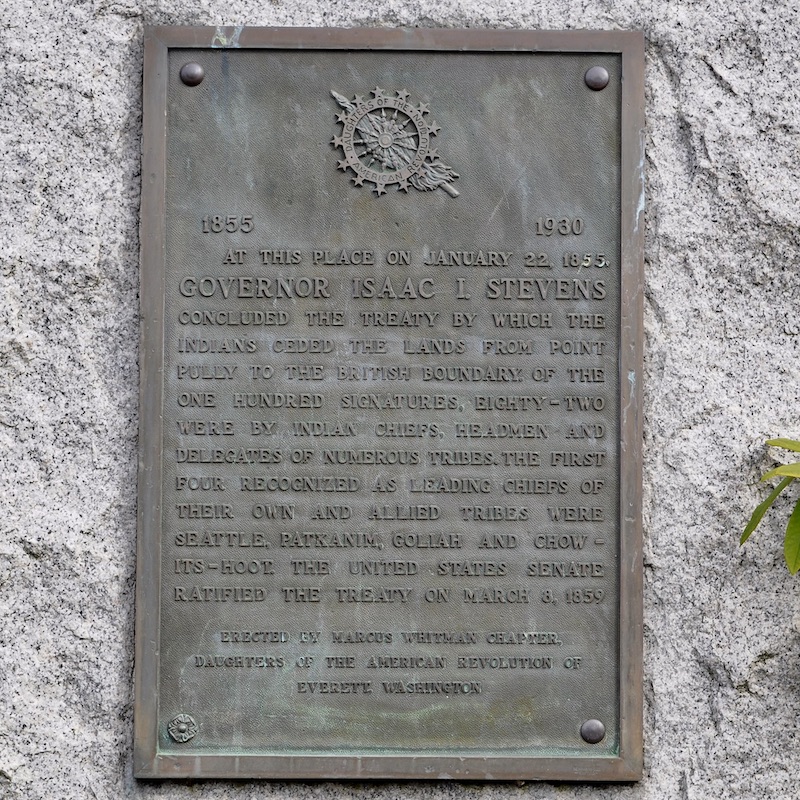 DAUGHTERS OF THE
AMERICAN
1855 1930
AT THIS PLACE ON JANUARY 22, 1855,
GOVERNOR ISAAC I. STEVENS
CONCLUDED THE TREATY BY WHICH THE
INDIANS CEDED THE LANDS FROM POINT
PULLY TO THE BRITISH BOUNDARY. OF THE
ONE HUNDRED SIGNATURES, EIGHTY-TWO
WERE BY INDIAN CHIEFS, HEADMEN AND
DELEGATES OF NUMEROUS TRIBES. THE FIRST
FOUR RECOGNIZED AS LEADING CHIEFS OF
THEIR OWN AND ALLIED TRIBES WERE
SEATTLE, PATKANIM, GOLIAH AND CHOW-
ITS-HOOT. THE UNITED STATES SENATE
RATIFIED THE TREATY ON MARCH 8, 1859
ERECTED BY MARCUS WHITMAN CHAPTER,
DAUGHTERS OF THE AMERICAN REVOLUTION OF
EVERETT, WASHINGTON